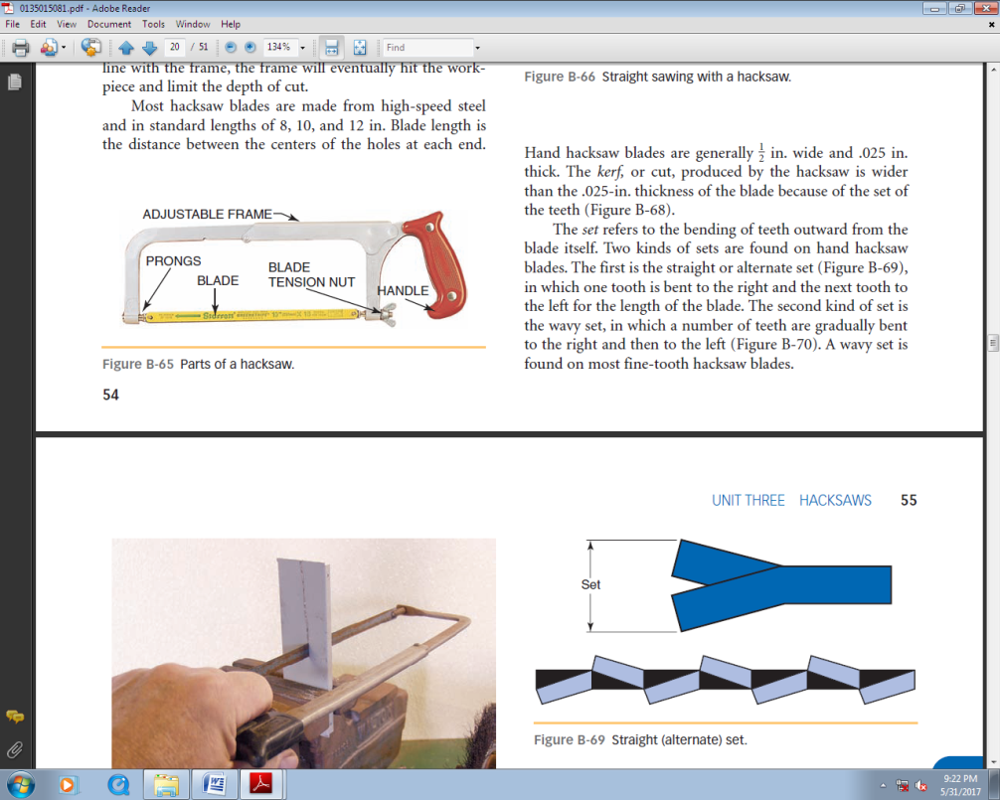 0135015081.pdf - Adobe Reader
File Edit View Document Tools Window Help
20 / 51 134% Find
line with the frame, the frame will eventually hit the work-
piece and limit the depth of cut.
Most hacksaw blades are made from high-speed steel
and in standard lengths of 8, 10, and 12 in. Blade length is
the distance between the centers of the holes at each end.
ADJUSTABLE FRAME
PRONGS
BLADE
BLADE
TENSION NUT
HANDLE
Starrett
Figure B-65 Parts of a hacksaw.
54
Figure B-66 Straight sawing with a hacksaw.
Hand hacksaw blades are generally 1/2 in. wide and .025 in.
thick. The kerf, or cut, produced by the hacksaw is wider
than the .025-in. thickness of the blade because of the set of
the teeth (Figure B-68).
The set refers to the bending of teeth outward from the
blade itself. Two kinds of sets are found on hand hacksaw
blades. The first is the straight or alternate set (Figure B-69),
in which one tooth is bent to the right and the next tooth to
the left for the length of the blade. The second kind of set is
the wavy set, in which a number of teeth are gradually bent
to the right and then to the left (Figure B-70). A wavy set is
found on most fine-tooth hacksaw blades.
UNIT THREE HACKSAWS 55
Set
Figure B-69 Straight (alternate) set.
9:22 PM
5/31/2017